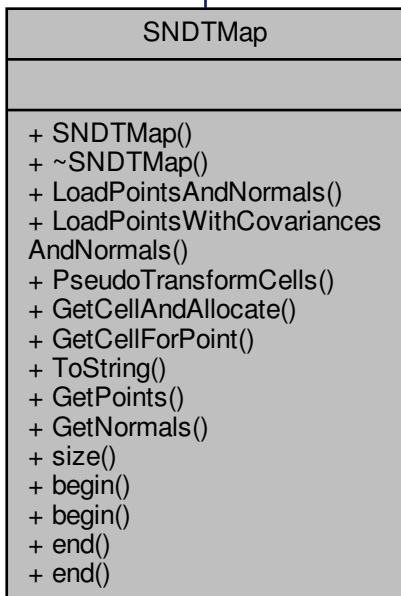 SNDTMap
+ SNDTMap()
+ ~SNDTMap()
+ LoadPointsAndNormals()
+ LoadPointsWithCovariances
AndNormals()
+ PseudoTransformCells()
+ GetCellAndAllocate()
+ GetCellForPoint()
+ ToString()
+ GetPoints()
+ GetNormals()
+ size()
+ begin()
+ begin()
+ end()
+ end()